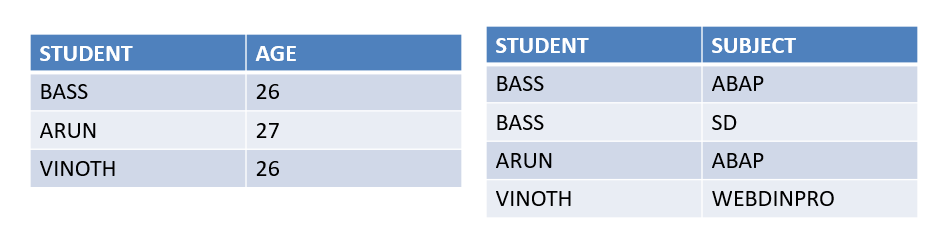 STUDENT AGE
BASS 26
ARUN 27
VINOTH 26
STUDENT SUBJECT
BASS ABAP
BASS SD
ARUN ABAP
VINOTH WEBDINPRO